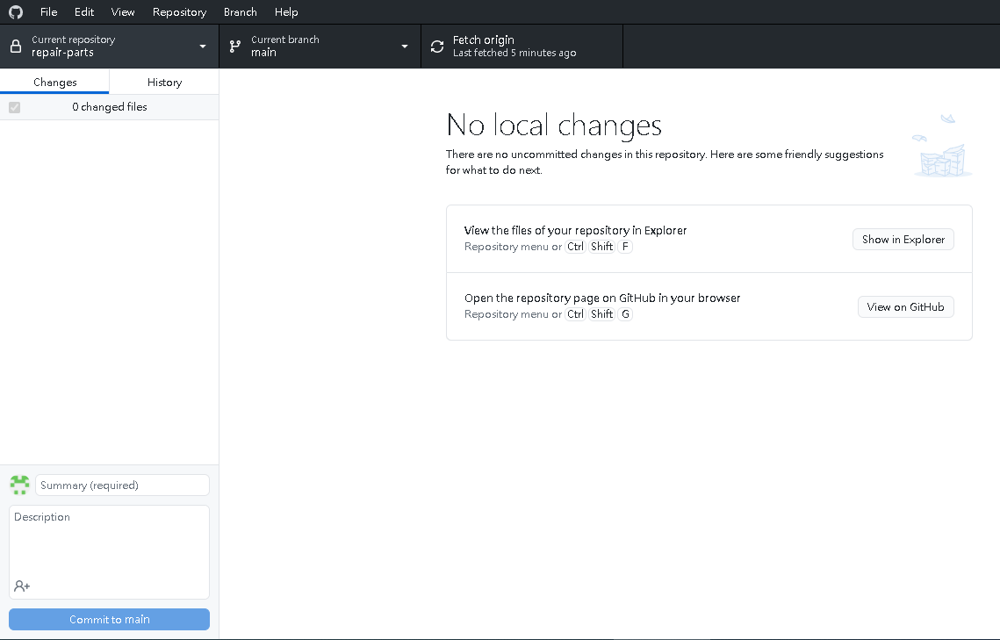 File Edit View Repository Branch Help
Current repository
repair-parts
Current branch
main
Fetch origin
Last fetched 5 minutes ago
Changes
History
0 changed files
No local changes
There are no uncommitted changes in this repository. Here are some friendly suggestions
for what to do next.
View the files of your repository in Explorer
Repository menu or Ctrl Shift F
Show in Explorer
Open the repository page on GitHub in your browser
Repository menu or Ctrl Shift G
View on GitHub
Summary (required)
Description
Commit to main